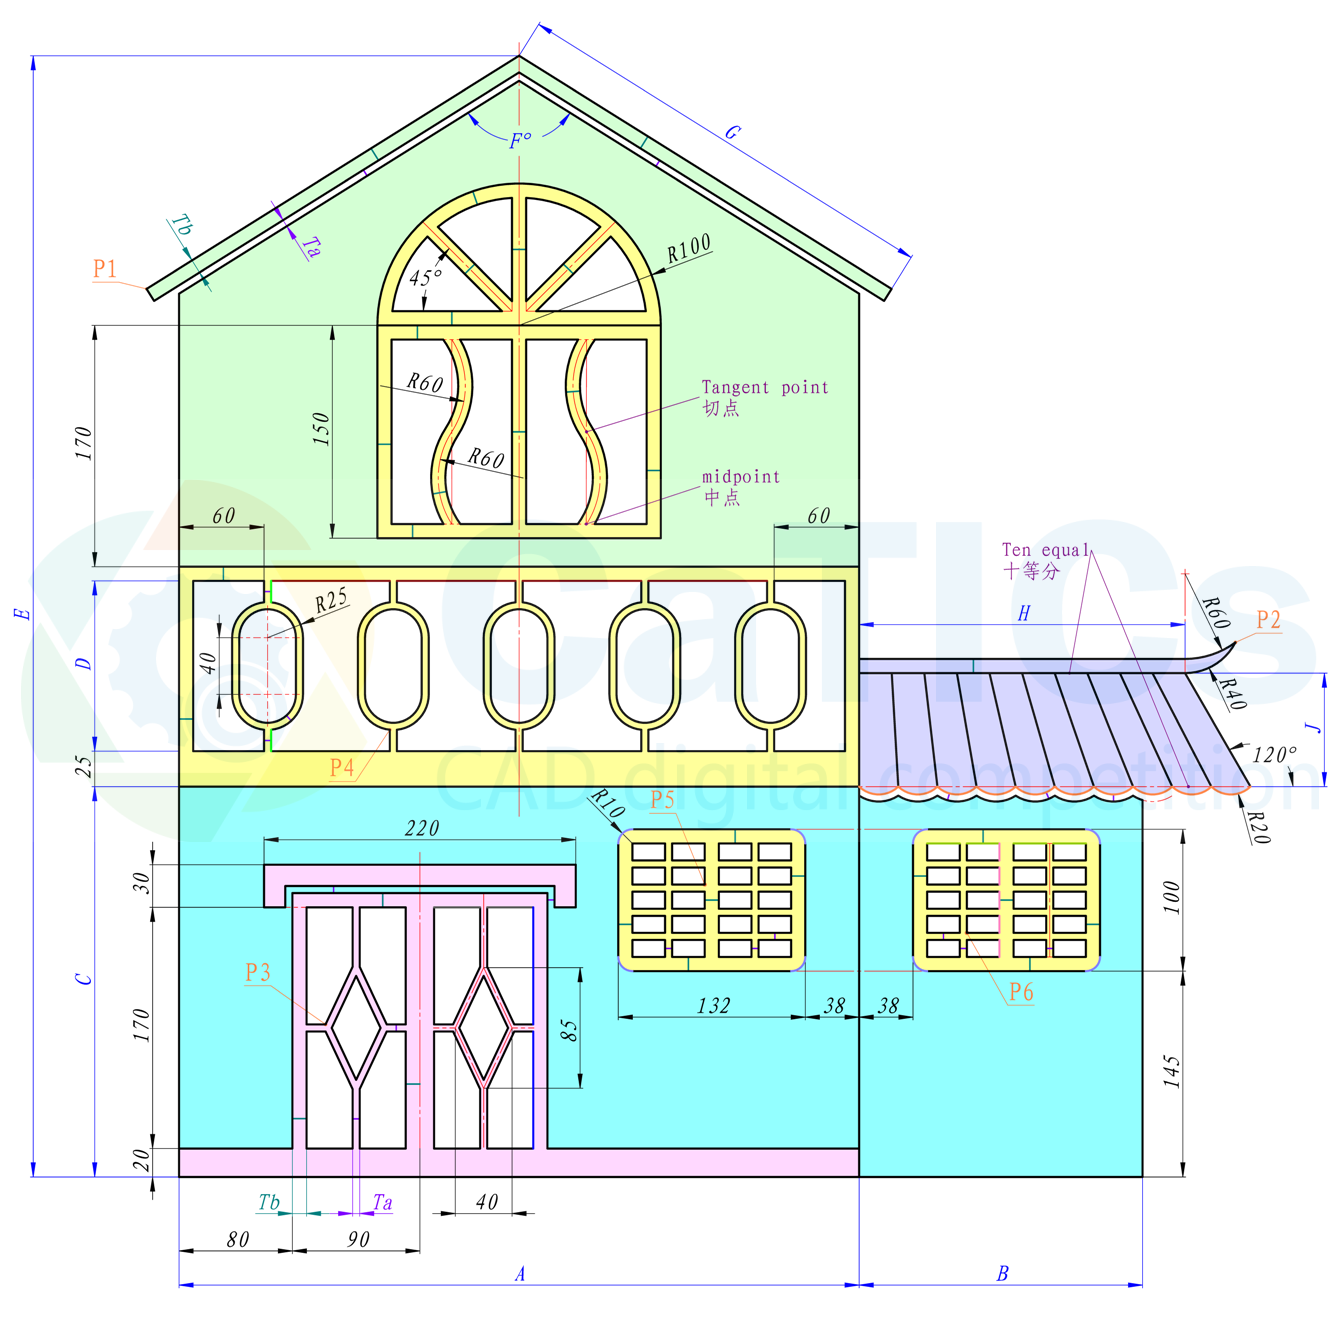 G
F°
Tb
Ta
P1
R100
45°
R60
Tangent point
切点
170
150
R60
midpoint
中点
60
60
Ten equal
十等分
E
R25
H
R60
P2
D
40
R40
J
CaTICs
25
P4
120°
CAD digital competition
R10
P5
R20
220
30
100
C
P3
P6
170
85
132
38
38
145
20
Tb
Ta
40
80
90
A
B